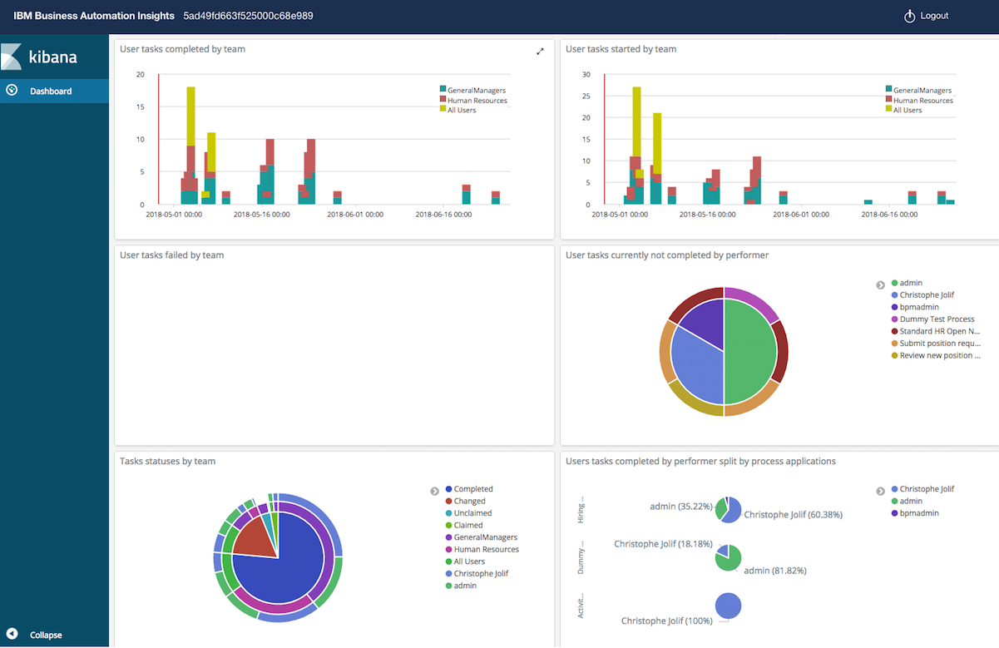 IBM Business Automation Insights 5ad49fd663f525000c68e989
Logout
kibana
Dashboard
Collapse
User tasks completed by team
20
15
10
5
0
2018-05-01 00:00 2018-05-16 00:00 2018-06-01 00:00 2018-06-16 00:00
GeneralManagers
Human Resources
All Users
User tasks started by team
30
25
20
15
10
5
0
2018-05-01 00:00 2018-05-16 00:00 2018-06-01 00:00 2018-06-16 00:00
GeneralManagers
Human Resources
All Users
User tasks failed by team
User tasks currently not completed by performer
admin
Christophe Jolif
bpmadmin
Dummy Test Process
Standard HR Open N...
Submit position requ...
Review new position ...
Tasks statuses by team
Completed
Changed
Unclaimed
Claimed
GeneralManagers
Human Resources
All Users
Christophe Jolif
admin
Users tasks completed by performer split by process applications
Hiring ...
admin (35.22%)
Christophe Jolif (60.38%)
Dummy ...
Christophe Jolif (18.18%)
admin (81.82%)
Activit...
Christophe Jolif (100%)
Christophe Jolif
admin
bpmadmin